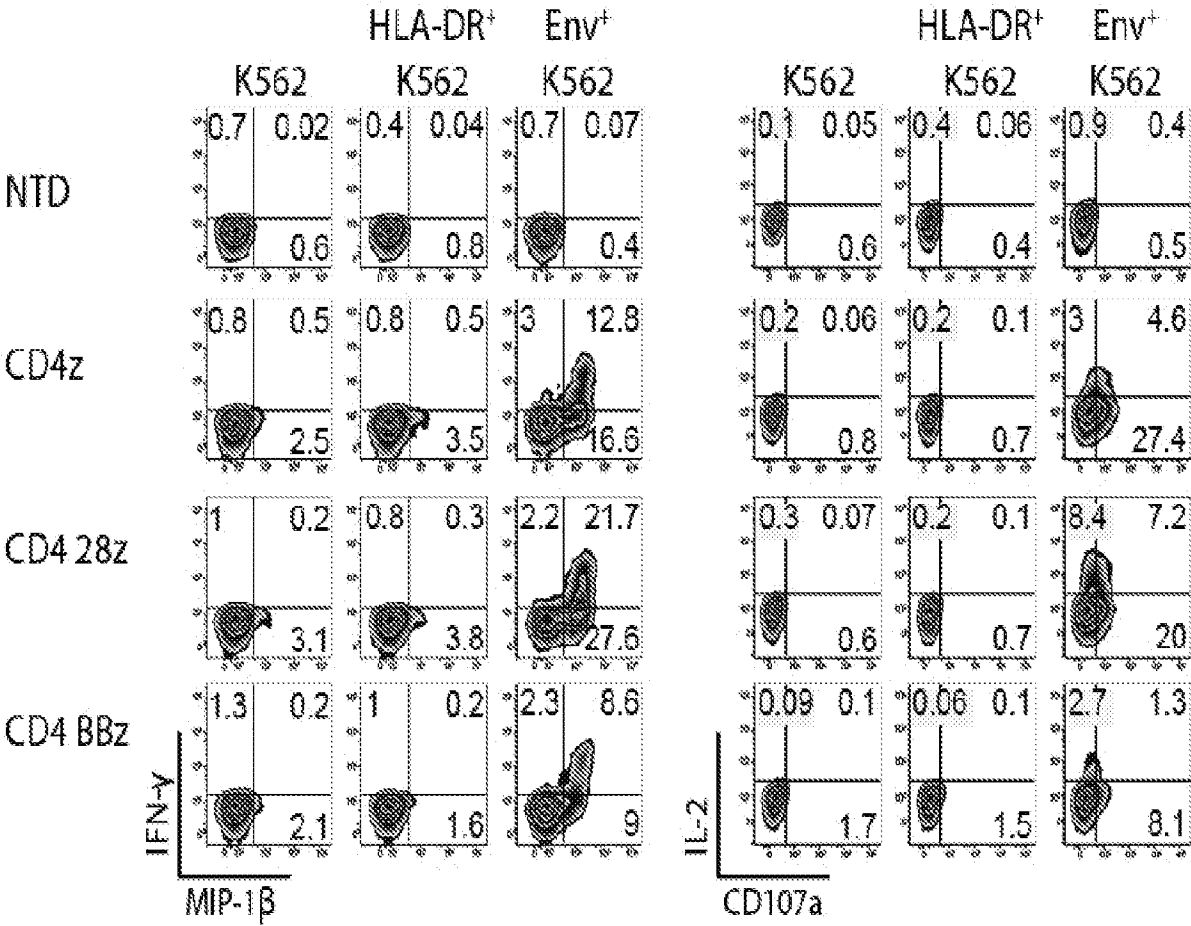 HLA-DR⁺ Env⁺ HLA-DR⁺ Env⁺
K562 K562 K562 K562 K562 K562
0.7 0.02 0.4 0.04 0.7 0.07 0.1 0.05 0.4 0.06 0.9 0.4
NTD
0.6 0.8 0.4 0.6 0.4 0.5
0.8 0.5 0.8 0.5 3 12.8 0.2 0.06 0.2 0.1 3 4.6
CD4z
2.5 3.5 16.6 0.8 0.7 27.4
1 0.2 0.8 0.3 2.2 21.7 0.3 0.07 0.2 0.1 8.4 7.2
CD4 28z
3.1 3.8 27.6 0.6 0.7 20
1.3 0.2 1 0.2 2.3 8.6 0.09 0.1 0.06 0.1 2.7 1.3
CD4 BBz
2.1 1.6 9 1.7 1.5 8.1
IFN-γ IL-2
MIP-1β CD107a